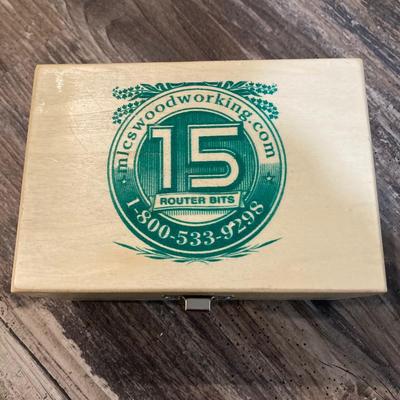 mlcswoodworking.com
15
ROUTER BITS
1-800-533-9298